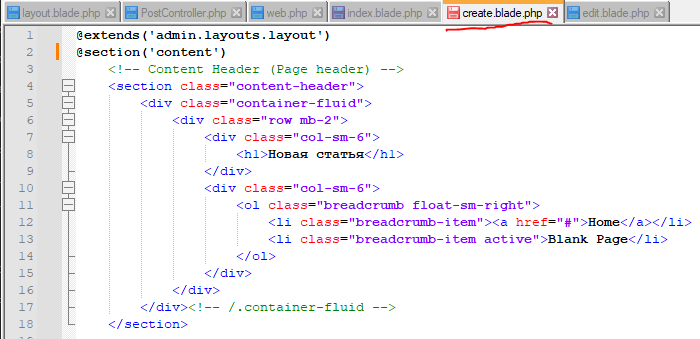 layout.blade.php PostController.php web.php index.blade.php create.blade.php edit.blade.php
1 @extends('admin.layouts.layout')
2 @section('content')
3 <!-- Content Header (Page header) -->
4 <section class="content-header">
5 <div class="container-fluid">
6 <div class="row mb-2">
7 <div class="col-sm-6">
8 <h1>Новая статья</h1>
9 </div>
10 <div class="col-sm-6">
11 <ol class="breadcrumb float-sm-right">
12 <li class="breadcrumb-item"><a href="#">Home</a></li>
13 <li class="breadcrumb-item active">Blank Page</li>
14 </ol>
15 </div>
16 </div>
17 </div><!-- /.container-fluid -->
18 </section>